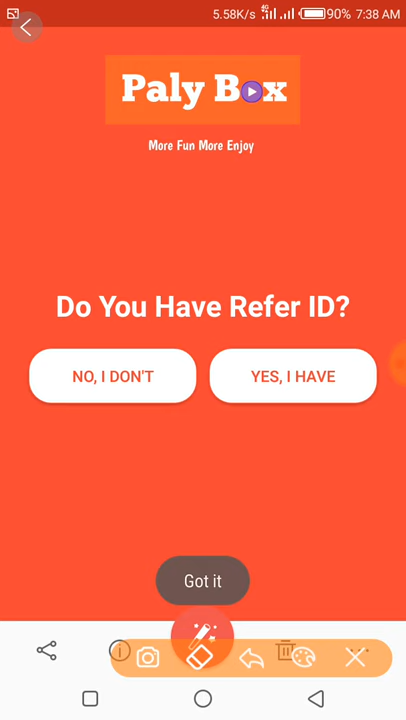 5.58K/s 4G 90% 7:38 AM
Paly Box
More Fun More Enjoy
Do You Have Refer ID?
NO, I DON'T YES, I HAVE
Got it